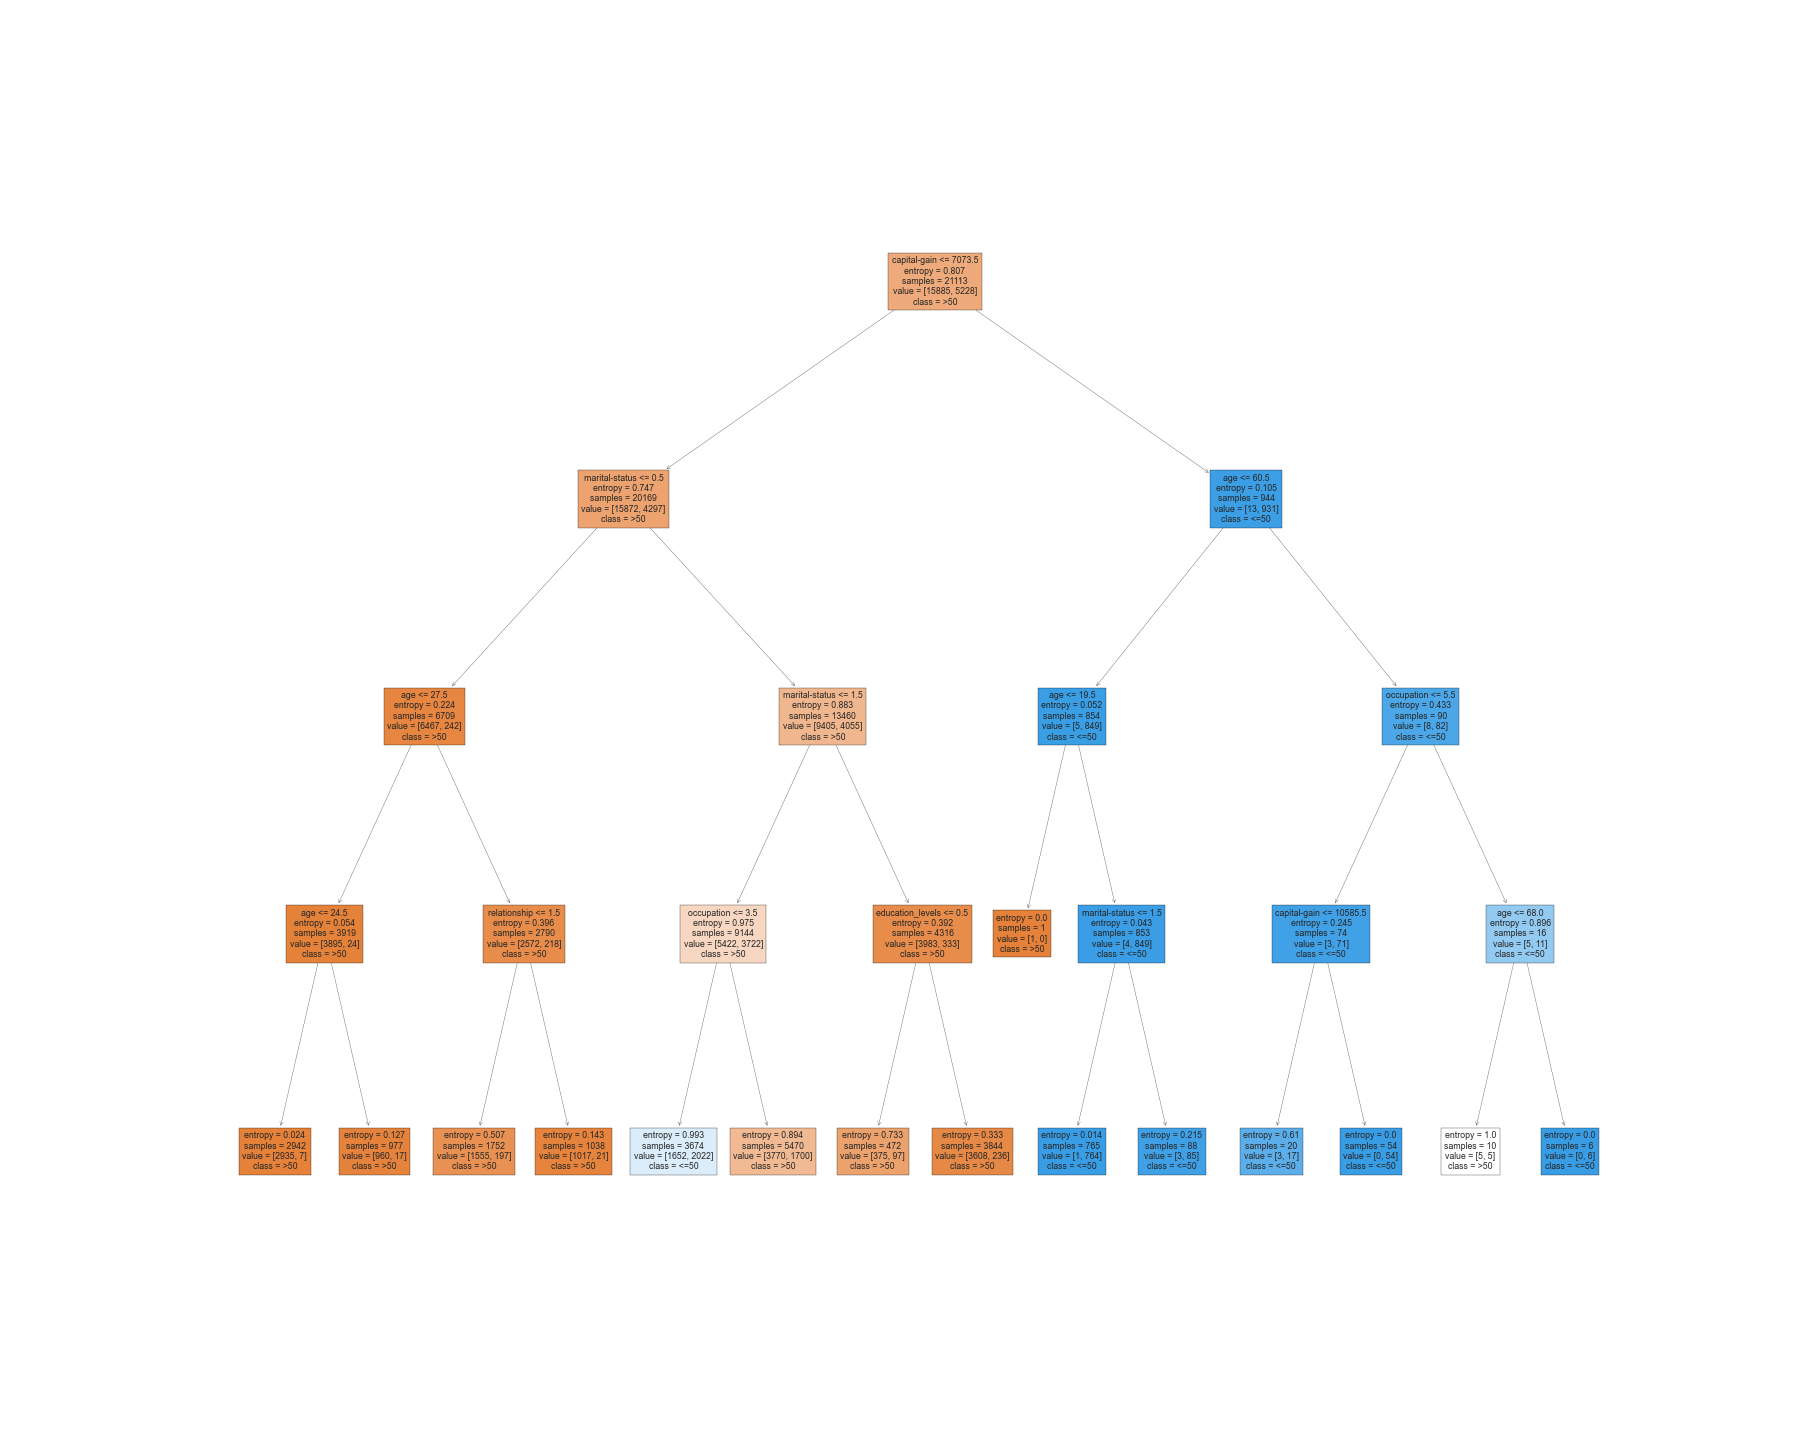 capital-gain <= 7073.5
entropy = 0.807
samples = 21113
value = [15885, 5228]
class = >50
marital-status <= 0.5
entropy = 0.747
samples = 20169
value = [15872, 4297]
class = >50
age <= 60.5
entropy = 0.105
samples = 944
value = [13, 931]
class = <=50
age <= 27.5
entropy = 0.224
samples = 6709
value = [6467, 242]
class = >50
marital-status <= 1.5
entropy = 0.883
samples = 13460
value = [9405, 4055]
class = >50
age <= 19.5
entropy = 0.052
samples = 854
value = [5, 849]
class = <=50
occupation <= 5.5
entropy = 0.433
samples = 90
value = [8, 82]
class = <=50
age <= 24.5
entropy = 0.054
samples = 3919
value = [3895, 24]
class = >50
relationship <= 1.5
entropy = 0.396
samples = 2790
value = [2572, 218]
class = >50
occupation <= 3.5
entropy = 0.975
samples = 9144
value = [5422, 3722]
class = >50
education_levels <= 0.5
entropy = 0.392
samples = 4316
value = [3983, 333]
class = >50
entropy = 0.0
samples = 1
value = [1, 0]
class = >50
marital-status <= 1.5
entropy = 0.043
samples = 853
value = [4, 849]
class = <=50
capital-gain <= 10585.5
entropy = 0.245
samples = 74
value = [3, 71]
class = <=50
age <= 68.0
entropy = 0.896
samples = 16
value = [5, 11]
class = <=50
entropy = 0.024
samples = 2942
value = [2935, 7]
class = >50
entropy = 0.127
samples = 977
value = [960, 17]
class = >50
entropy = 0.507
samples = 1752
value = [1555, 197]
class = >50
entropy = 0.143
samples = 1038
value = [1017, 21]
class = >50
entropy = 0.993
samples = 3674
value = [1652, 2022]
class = <=50
entropy = 0.894
samples = 5470
value = [3770, 1700]
class = >50
entropy = 0.733
samples = 472
value = [375, 97]
class = >50
entropy = 0.333
samples = 3844
value = [3608, 236]
class = >50
entropy = 0.014
samples = 765
value = [1, 764]
class = <=50
entropy = 0.215
samples = 88
value = [3, 85]
class = <=50
entropy = 0.61
samples = 20
value = [3, 17]
class = <=50
entropy = 0.0
samples = 54
value = [0, 54]
class = <=50
entropy = 1.0
samples = 10
value = [5, 5]
class = >50
entropy = 0.0
samples = 6
value = [0, 6]
class = <=50